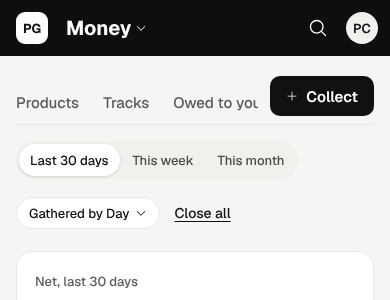 PG Money PC
Products Tracks Owed to you + Collect
Last 30 days This week This month
Gathered by Day Close all
Net, last 30 days